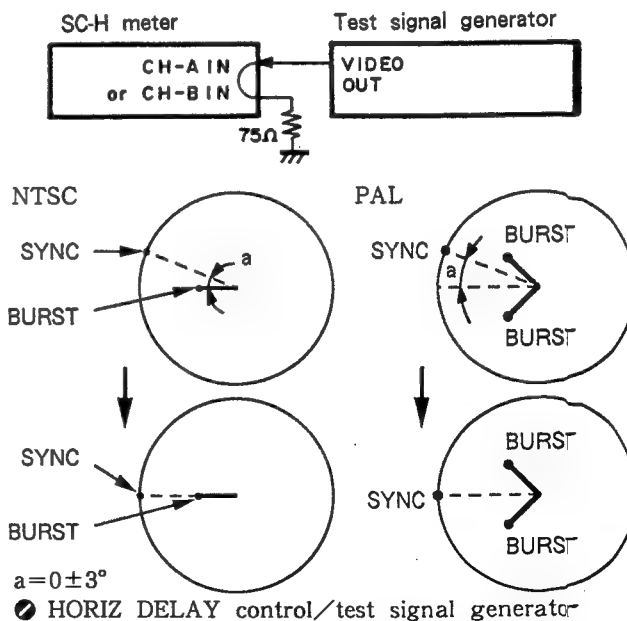 SC-H meter
Test signal generator
CH-A IN
or CH-B IN
VIDEO
OUT
75Ω
NTSC
SYNC
a
BURST
PAL
SYNC
a
BURST
BURST
SYNC
BURST
BURST
SYNC
BURST
a=0±3°
HORIZ DELAY control/test signal generator